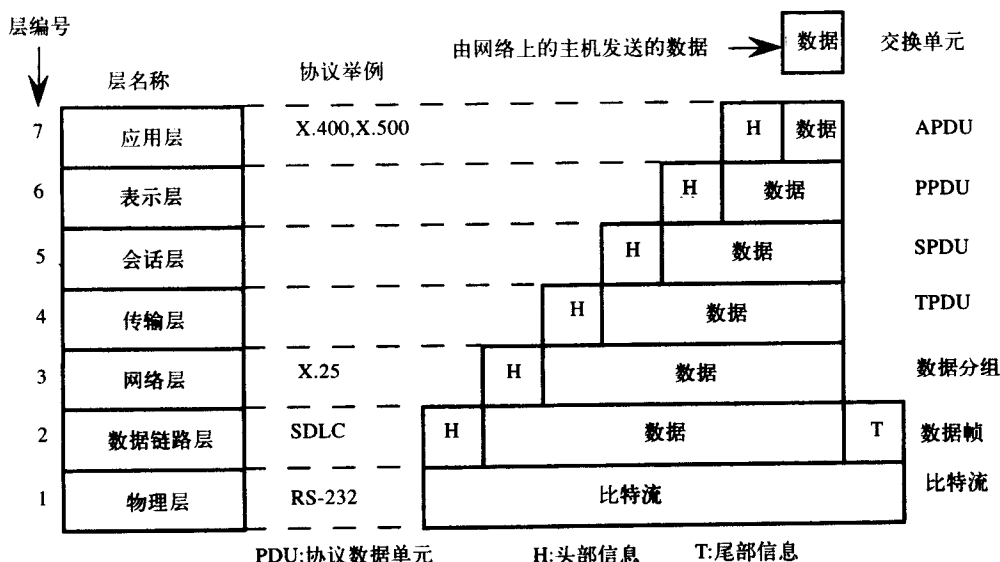 层编号
由网络上的主机发送的数据 数据 交换单元
层名称 协议举例
7 应用层 X.400,X.500 H 数据 APDU
6 表示层 H 数据 PPDU
5 会话层 H 数据 SPDU
4 传输层 H 数据 TPDU
3 网络层 X.25 H 数据 数据分组
2 数据链路层 SDLC H 数据 T 数据帧
1 物理层 RS-232 比特流 比特流
PDU:协议数据单元 H:头部信息 T:尾部信息